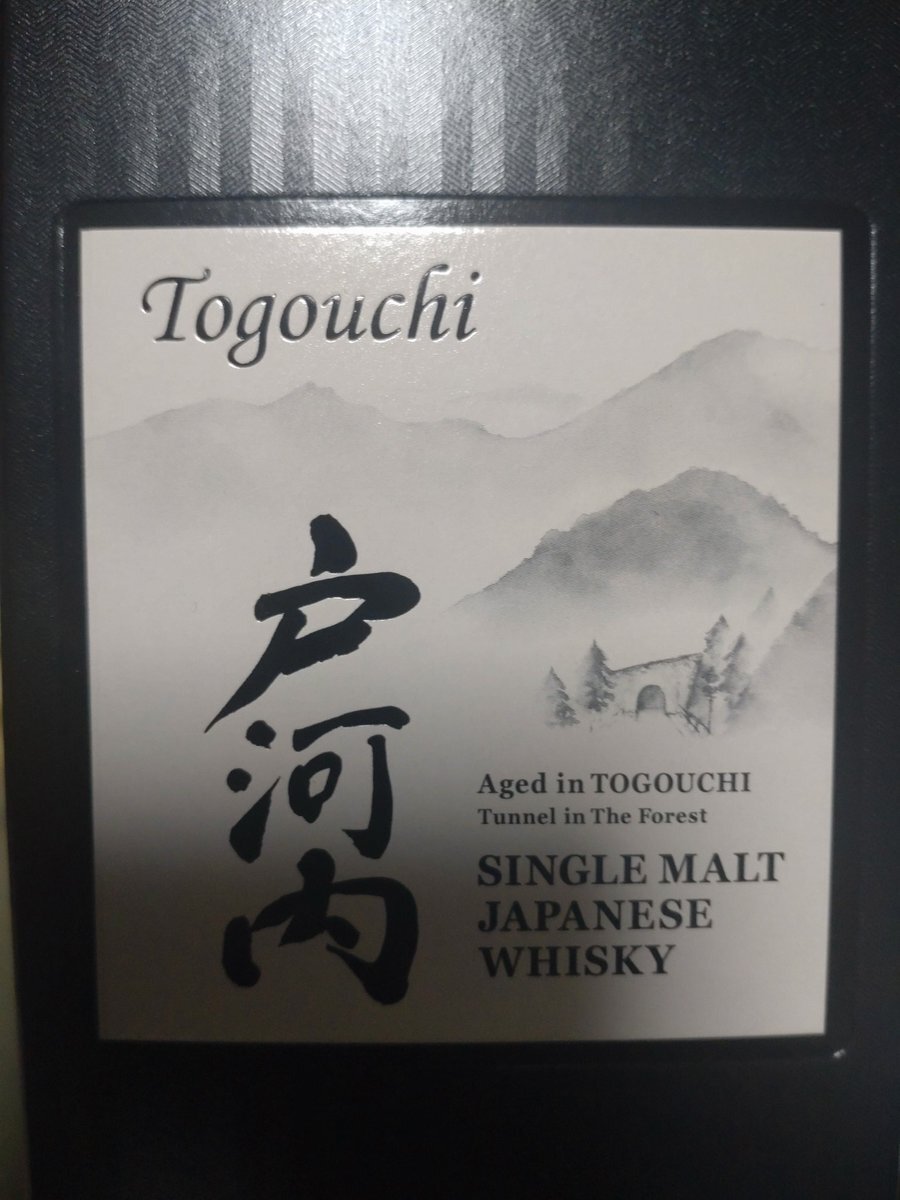 Togouchi
戸河内
Aged in TOGOUCHI
Tunnel in The Forest
SINGLE MALT
JAPANESE
WHISKY